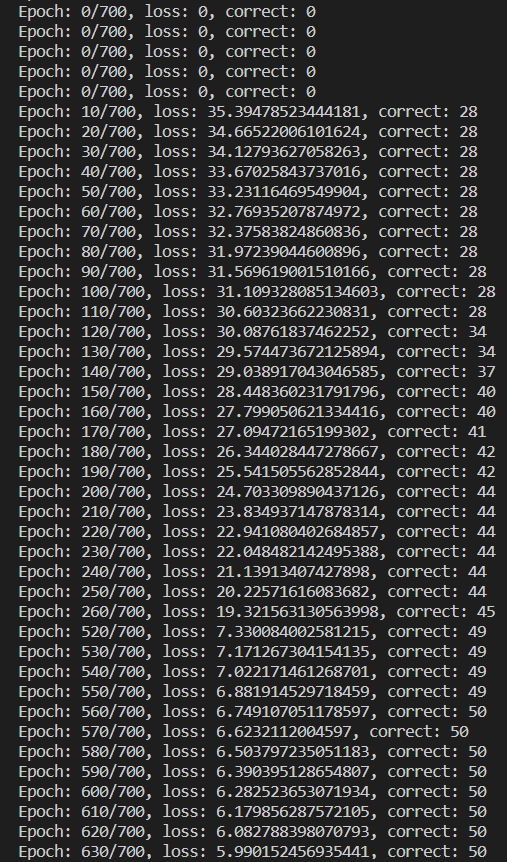 Epoch: 0/700, loss: 0, correct: 0
Epoch: 0/700, loss: 0, correct: 0
Epoch: 0/700, loss: 0, correct: 0
Epoch: 0/700, loss: 0, correct: 0
Epoch: 0/700, loss: 0, correct: 0
Epoch: 10/700, loss: 35.39478523444181, correct: 28
Epoch: 20/700, loss: 34.66522006101624, correct: 28
Epoch: 30/700, loss: 34.12793627058263, correct: 28
Epoch: 40/700, loss: 33.67025843737016, correct: 28
Epoch: 50/700, loss: 33.23116469549904, correct: 28
Epoch: 60/700, loss: 32.76935207874972, correct: 28
Epoch: 70/700, loss: 32.37583824860836, correct: 28
Epoch: 80/700, loss: 31.97239044600896, correct: 28
Epoch: 90/700, loss: 31.569619001510166, correct: 28
Epoch: 100/700, loss: 31.109328085134603, correct: 28
Epoch: 110/700, loss: 30.60323662230831, correct: 28
Epoch: 120/700, loss: 30.08761837462252, correct: 34
Epoch: 130/700, loss: 29.574473672125894, correct: 34
Epoch: 140/700, loss: 29.038917043046585, correct: 37
Epoch: 150/700, loss: 28.448360231791796, correct: 40
Epoch: 160/700, loss: 27.799050621334416, correct: 40
Epoch: 170/700, loss: 27.09472165199302, correct: 41
Epoch: 180/700, loss: 26.344028447278667, correct: 42
Epoch: 190/700, loss: 25.541505562852844, correct: 42
Epoch: 200/700, loss: 24.703309890437126, correct: 44
Epoch: 210/700, loss: 23.834937147878314, correct: 44
Epoch: 220/700, loss: 22.941080402684857, correct: 44
Epoch: 230/700, loss: 22.048482142495388, correct: 44
Epoch: 240/700, loss: 21.13913407427898, correct: 44
Epoch: 250/700, loss: 20.22571616083682, correct: 44
Epoch: 260/700, loss: 19.321563130563998, correct: 45
Epoch: 520/700, loss: 7.330084002581215, correct: 49
Epoch: 530/700, loss: 7.171267304154135, correct: 49
Epoch: 540/700, loss: 7.022171461268701, correct: 49
Epoch: 550/700, loss: 6.881914529718459, correct: 49
Epoch: 560/700, loss: 6.749107051178597, correct: 50
Epoch: 570/700, loss: 6.6232112004597, correct: 50
Epoch: 580/700, loss: 6.503797235051183, correct: 50
Epoch: 590/700, loss: 6.390395128654807, correct: 50
Epoch: 600/700, loss: 6.282523653071934, correct: 50
Epoch: 610/700, loss: 6.179856287572105, correct: 50
Epoch: 620/700, loss: 6.082788398070793, correct: 50
Epoch: 630/700, loss: 5.990152456935441, correct: 50